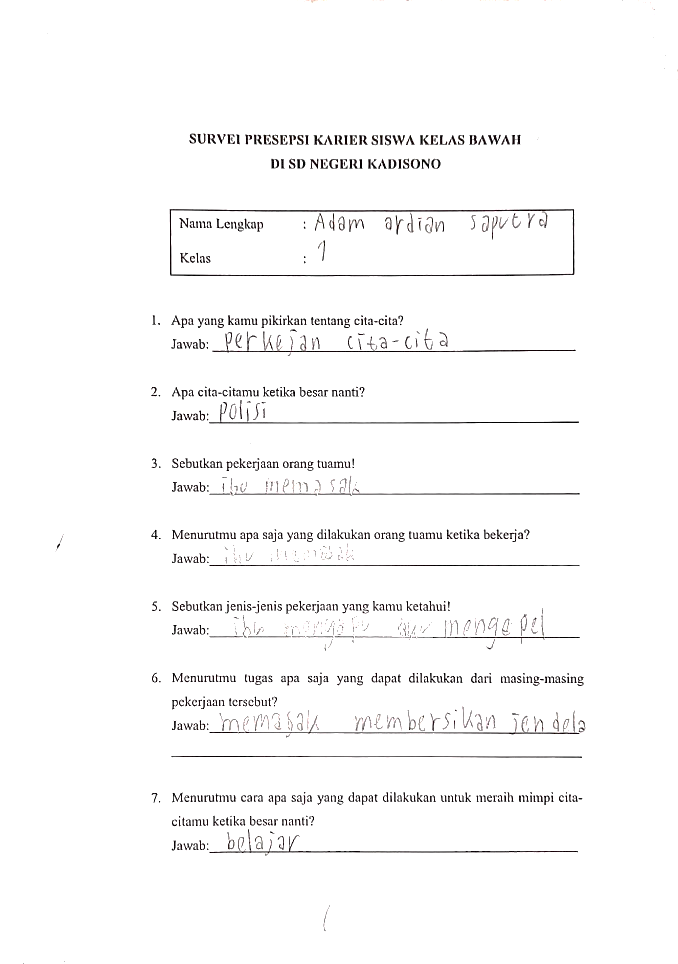 SURVEI PRESEPSI KARIER SISWA KELAS BAWAH
DI SD NEGERI KADISONO
Nama Lengkap : Adam ardian saputra
Kelas : 1
1. Apa yang kamu pikirkan tentang cita-cita?
Jawab: perkejan cita-cita
2. Apa cita-citamu ketika besar nanti?
Jawab: polisi
3. Sebutkan pekerjaan orang tuamu!
Jawab: ibu memasak
4. Menurutmu apa saja yang dilakukan orang tuamu ketika bekerja?
Jawab: ibu
5. Sebutkan jenis-jenis pekerjaan yang kamu ketahui!
Jawab: ibu mengepel
6. Menurutmu tugas apa saja yang dapat dilakukan dari masing-masing
pekerjaan tersebut?
Jawab: memasak membersikan jendela
7. Menurutmu cara apa saja yang dapat dilakukan untuk meraih mimpi cita-
citamu ketika besar nanti?
Jawab: belajar